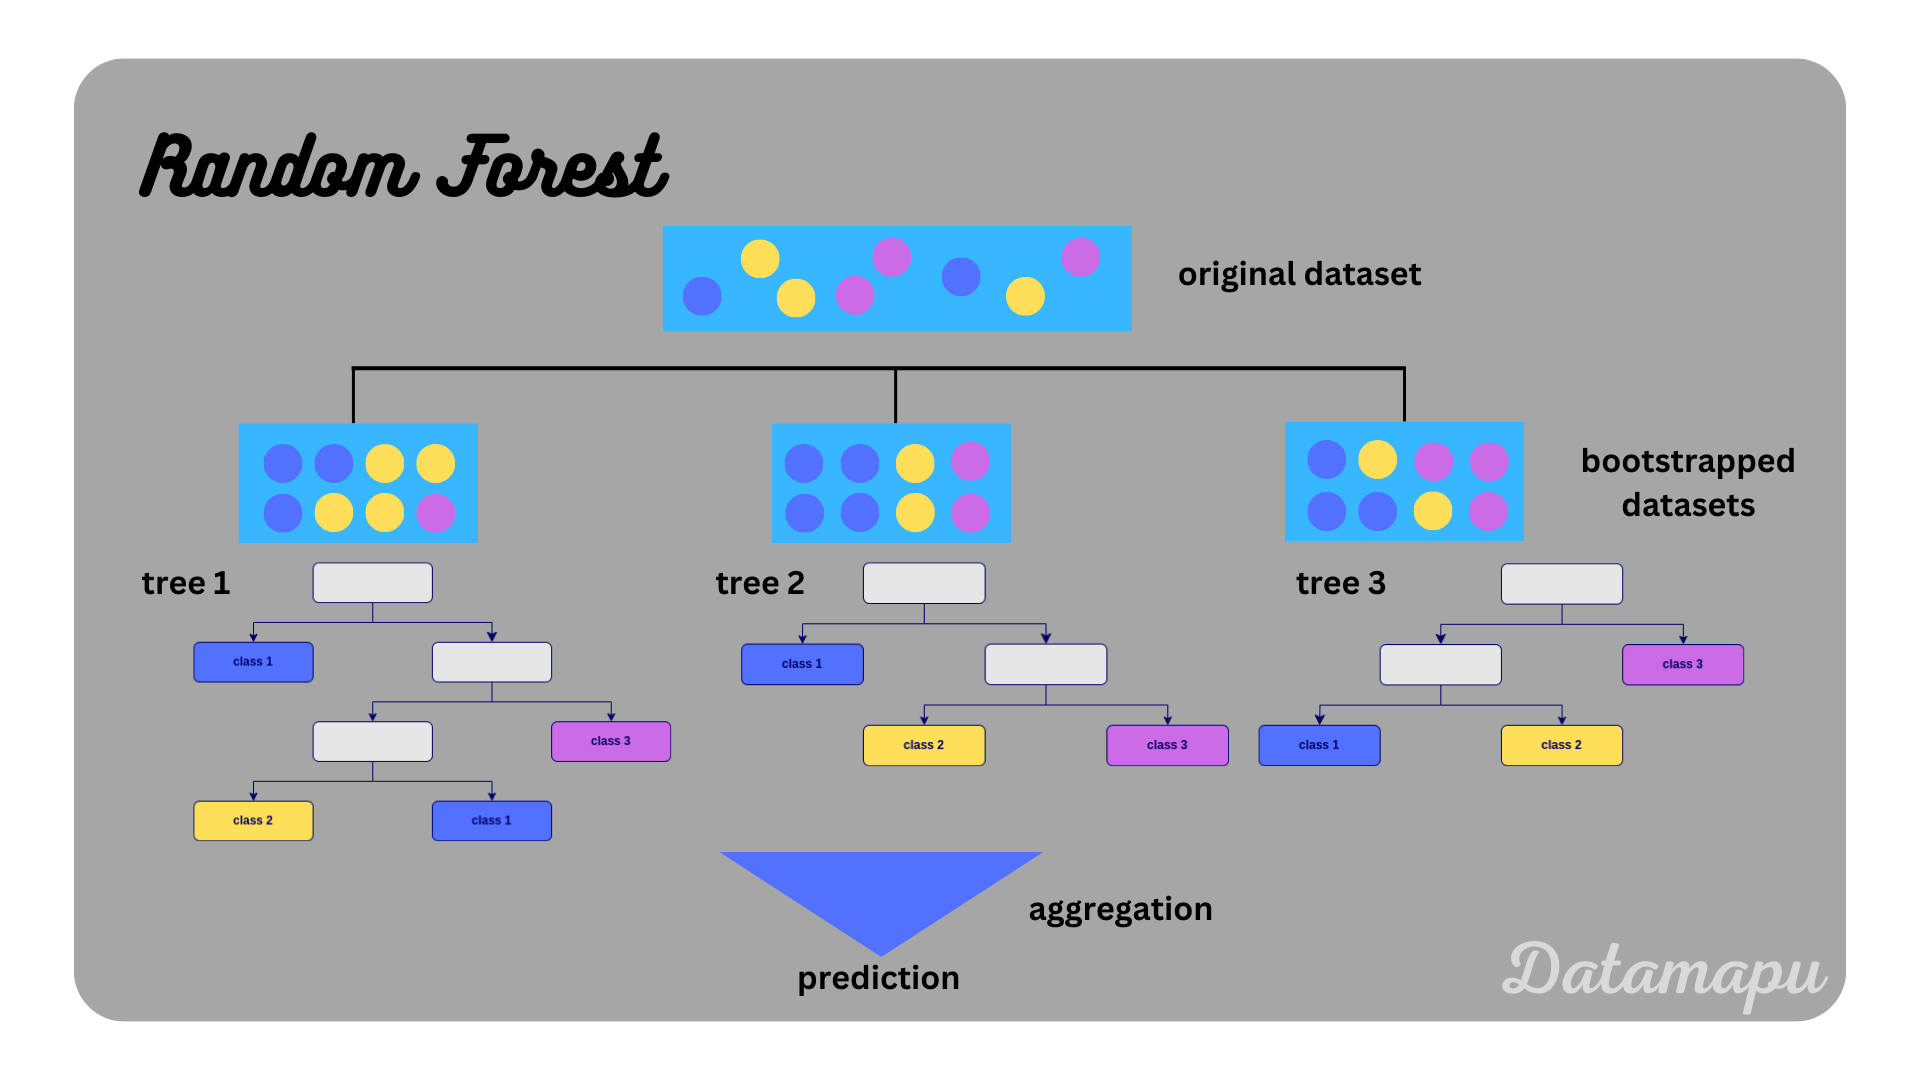 Random Forest
original dataset
bootstrapped
datasets
tree 1
tree 2
tree 3
class 1
class 3
class 2
class 1
class 1
class 2
class 3
class 3
class 1
class 2
aggregation
prediction
Datamapu